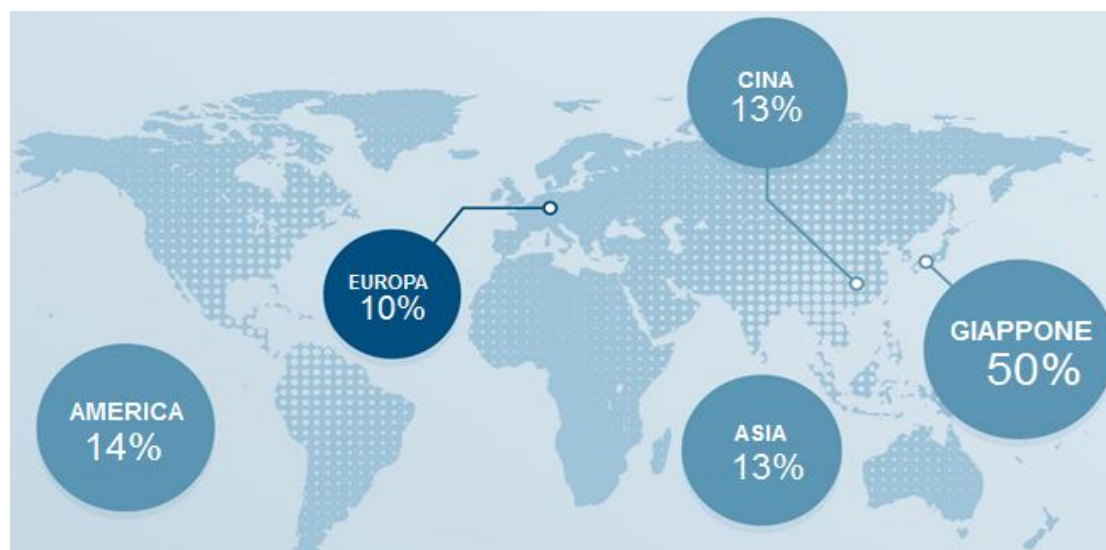 CINA
13%
EUROPA
10%
GIAPPONE
50%
AMERICA
14%
ASIA
13%